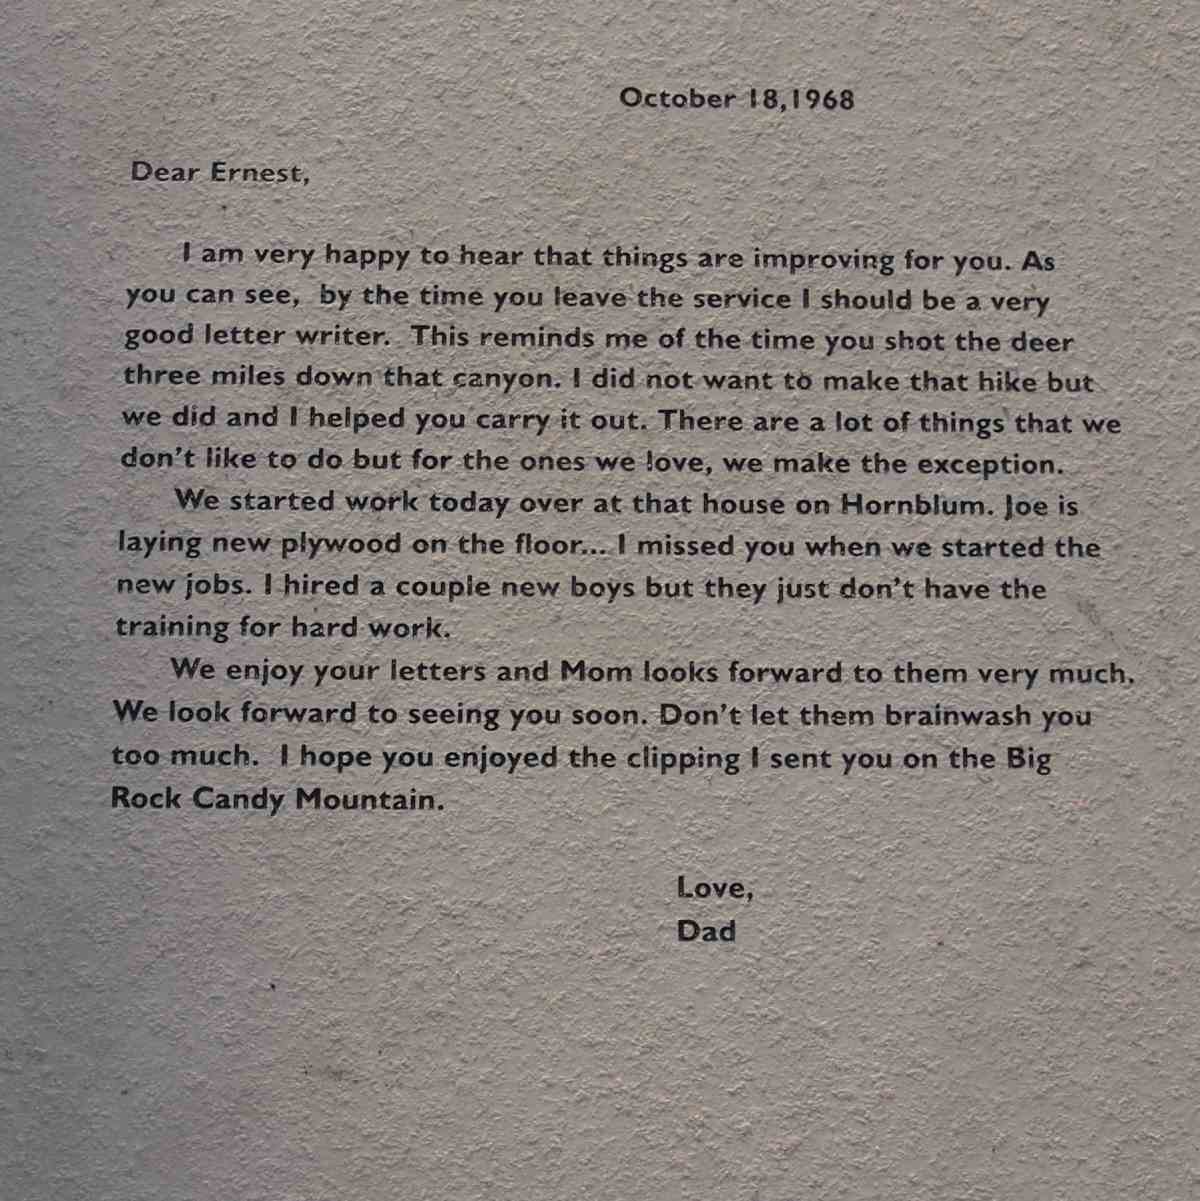 October 18,1968
Dear Ernest,
I am very happy to hear that things are improving for you. As
you can see,  by the time you leave the service I should be a very
good letter writer.  This reminds me of the time you shot the deer
three miles down that canyon. I did not want to make that hike but
we did and I helped you carry it out. There are a lot of things that we
don't like to do but for the ones we love, we make the exception.
We started work today over at that house on Hornblum. Joe is
laying new plywood on the floor... I missed you when we started the
new jobs. I hired a couple new boys but they just don't have the
training for hard work.
We enjoy your letters and Mom looks forward to them very much.
We look forward to seeing you soon. Don't let them brainwash you
too much.  I hope you enjoyed the clipping I sent you on the Big
Rock Candy Mountain.
Love,
Dad